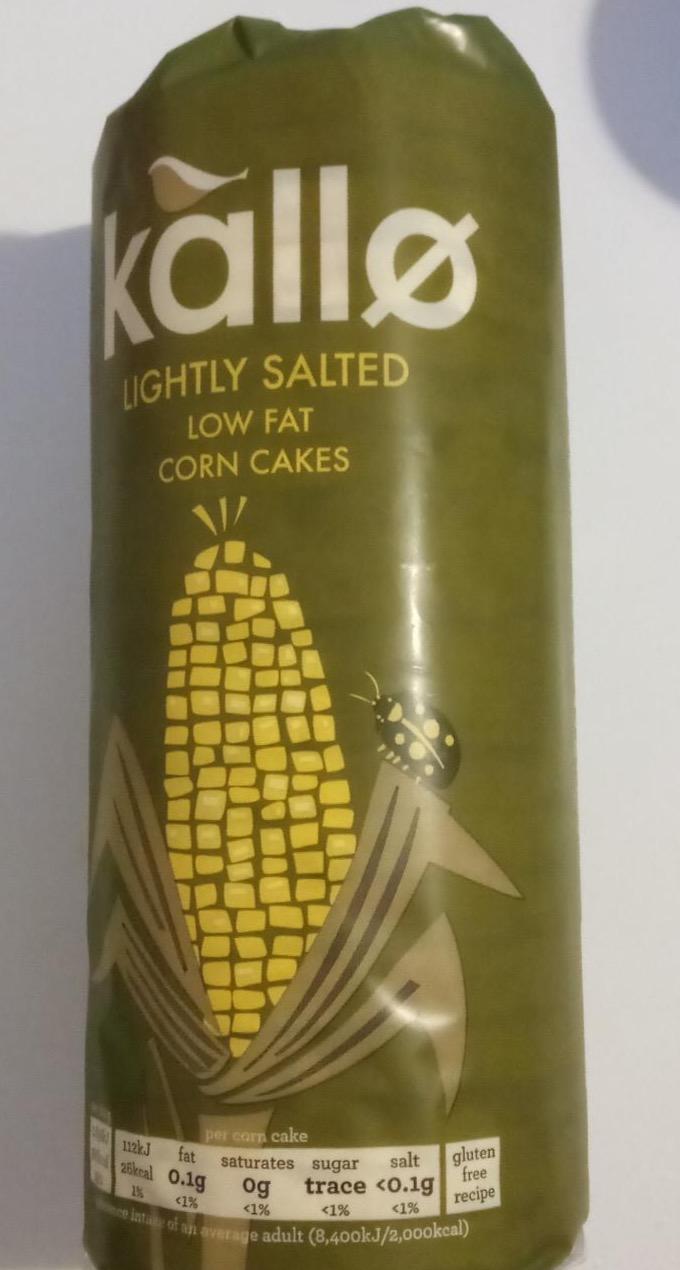 kallø
LIGHTLY SALTED
LOW FAT
CORN CAKES
per corn cake
112kJ
26kcal
1%
fat
0.1g
<1%
saturates
0g
<1%
sugar
trace
<1%
salt
<0.1g
<1%
gluten
free
recipe
intake of an average adult (8,400kJ/2,000kcal)